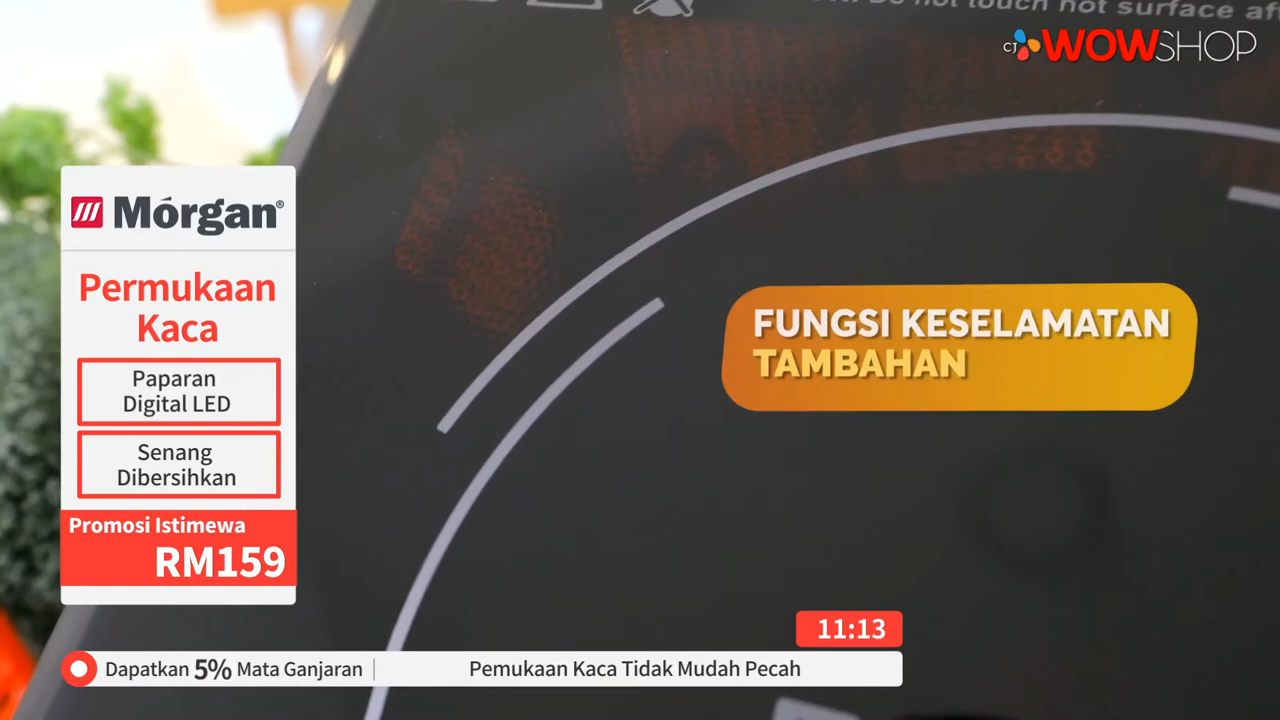 Do not touch hot surface af
CJ WOWSHOP
Mórgan®
Permukaan
Kaca
Paparan
Digital LED
Senang
Dibersihkan
Promosi Istimewa
RM159
FUNGSI KESELAMATAN
TAMBAHAN
11:13
Dapatkan 5% Mata Ganjaran
Pemukaan Kaca Tidak Mudah Pecah